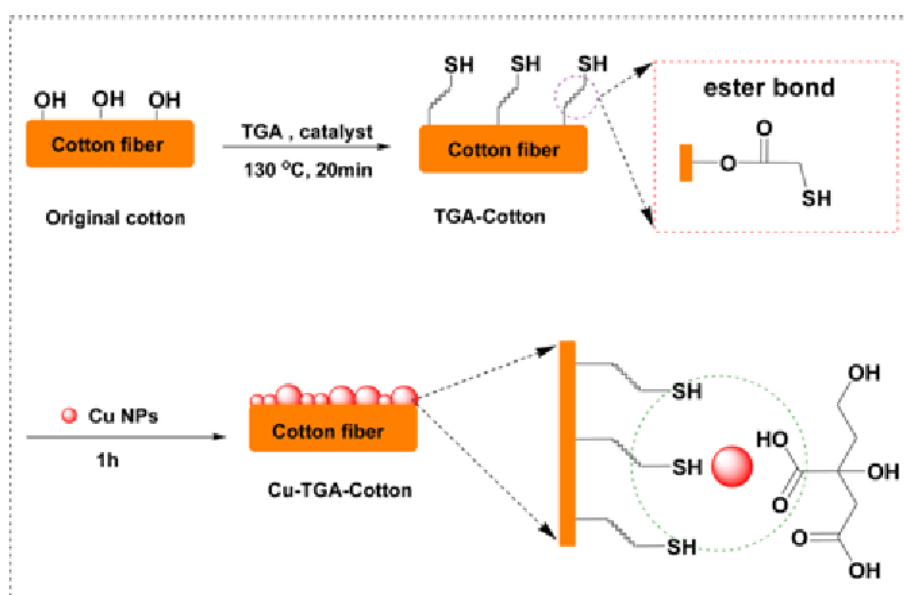 SH SH SH
OH OH OH
Cotton fiber
Original cotton
TGA , catalyst
130 °C, 20min
Cotton fiber
TGA-Cotton
ester bond
O
O
SH
Cu NPs
1h
Cotton fiber
Cu-TGA-Cotton
SH
SH
SH
OH
HO
OH
O
O
OH